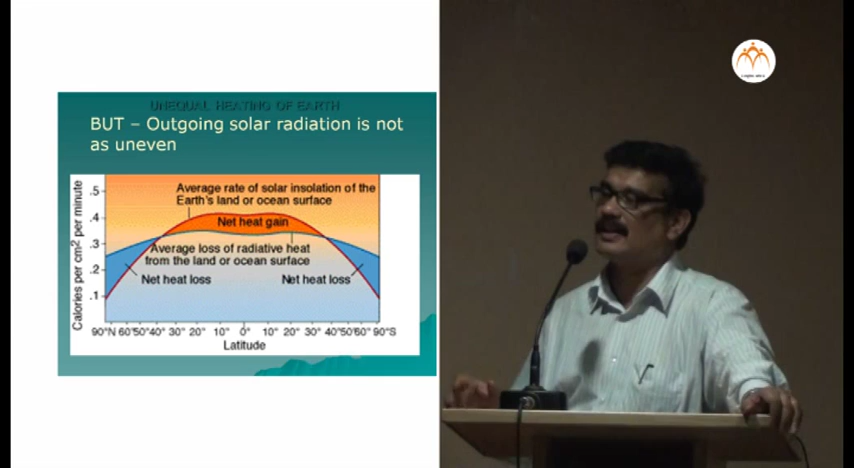 UNEQUAL HEATING OF EARTH
BUT – Outgoing solar radiation is not
as uneven
Calories per cm² per minute
.5
.4
.3
.2
.1
Average rate of solar insolation of the
Earth's land or ocean surface
Net heat gain
Average loss of radiative heat
from the land or ocean surface
Net heat loss
Net heat loss
90°N 60°50°40° 30° 20° 10° 0° 10° 20° 30° 40°50°60° 90°S
Latitude